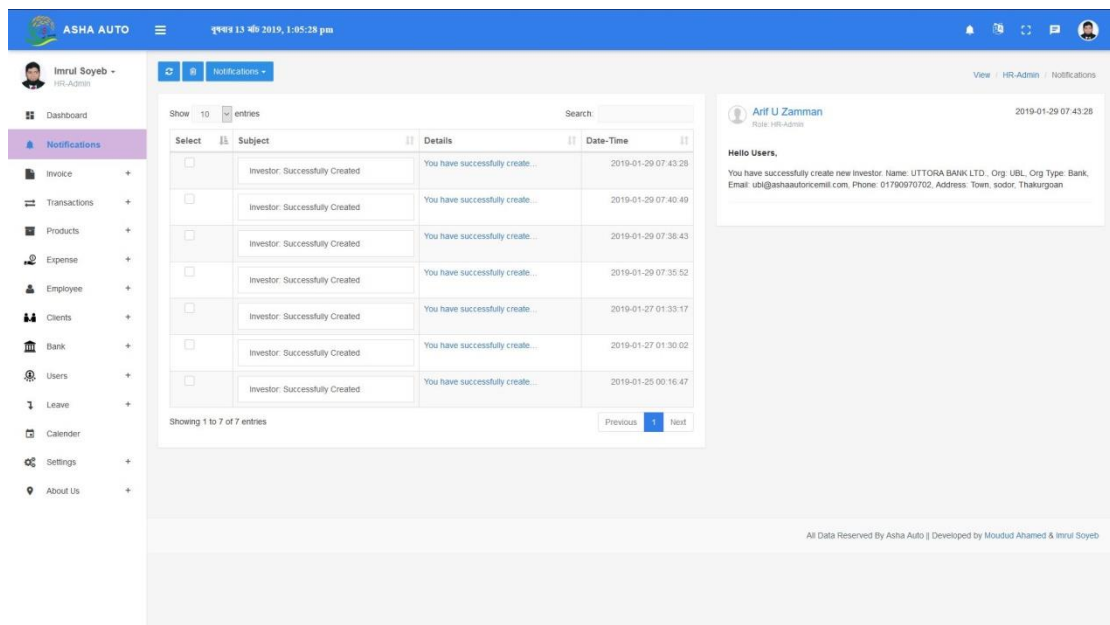 ASHA AUTO
বুধবার 13 মার্চ 2019, 1:05:28 pm
Imrul Soyeb
HR-Admin
Notifications
View / HR-Admin / Notifications
Dashboard
Notifications
Invoice +
Transactions +
Products +
Expense +
Employee +
Clients +
Bank +
Users +
Leave +
Calender
Settings +
About Us +
Show 10 entries
Search:
Select Subject Details Date-Time
Investor: Successfully Created You have successfully create... 2019-01-29 07:43:28
Investor: Successfully Created You have successfully create... 2019-01-29 07:40:49
Investor: Successfully Created You have successfully create... 2019-01-29 07:36:43
Investor: Successfully Created You have successfully create... 2019-01-29 07:35:52
Investor: Successfully Created You have successfully create... 2019-01-27 01:33:17
Investor: Successfully Created You have successfully create... 2019-01-27 01:30:02
Investor: Successfully Created You have successfully create... 2019-01-25 00:16:47
Showing 1 to 7 of 7 entries
Previous 1 Next
Arif U Zamman 2019-01-29 07:43:28
Role: HR-Admin
Hello Users,
You have successfully create new Investor. Name: UTTORA BANK LTD., Org: UBL, Org Type: Bank,
Email: ubl@ashaautoricemill.com, Phone: 01790970702, Address: Town, sodor, Thakurgoan
All Data Reserved By Asha Auto || Developed by Moudud Ahamed & Imrul Soyeb